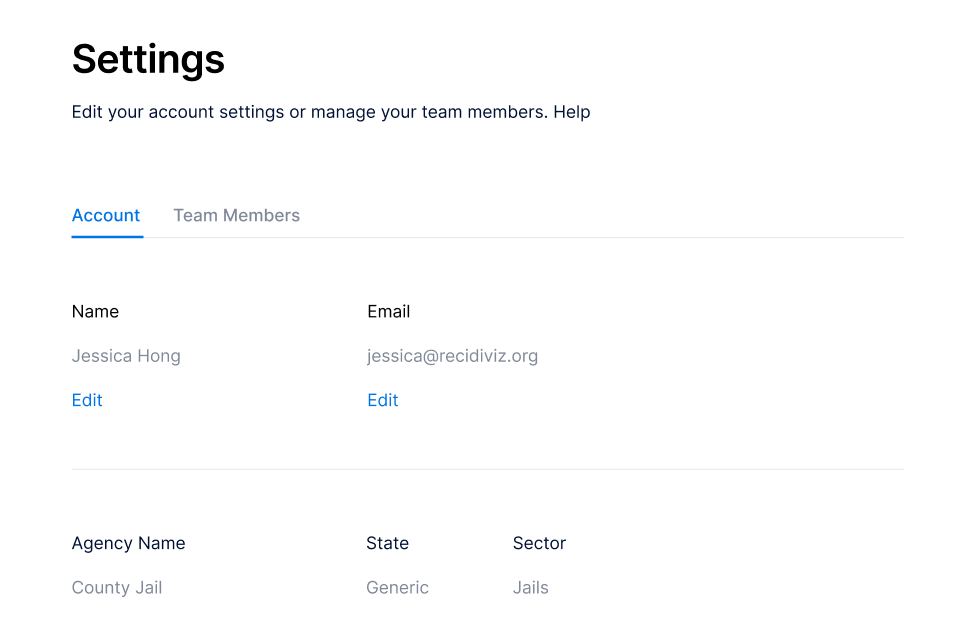 Settings
Edit your account settings or manage your team members. Help
Account Team Members
Name Email
Jessica Hong jessica@recidiviz.org
Edit Edit
Agency Name State Sector
County Jail Generic Jails